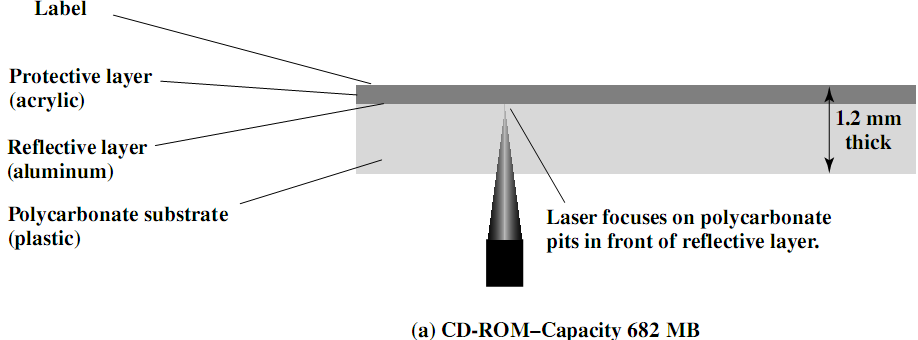 Label
Protective layer
(acrylic)
Reflective layer
(aluminum)
Polycarbonate substrate
(plastic)
1.2 mm
thick
Laser focuses on polycarbonate
pits in front of reflective layer.
(a) CD-ROM–Capacity 682 MB